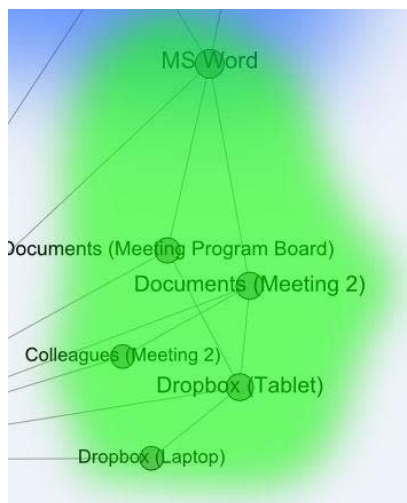 MS Word
Documents (Meeting Program Board)
Documents (Meeting 2)
Colleagues (Meeting 2)
Dropbox (Tablet)
Dropbox (Laptop)